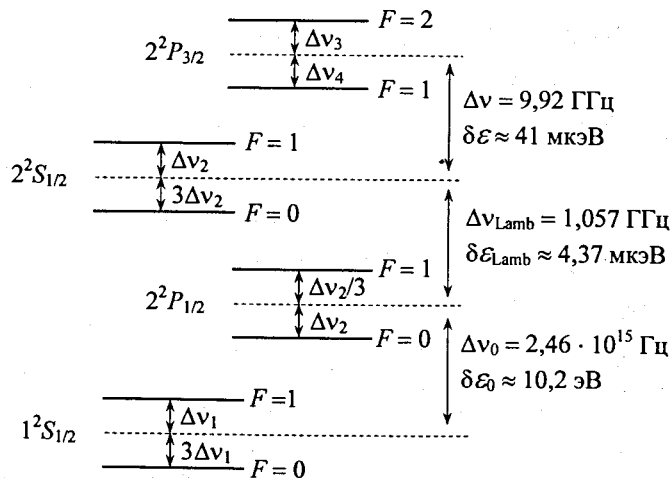 F = 2
Δν₃
2²P₃/₂
Δν₄
F = 1
Δν = 9,92 ГГц
δε ≈ 41 мкэВ
F = 1
Δν₂
2²S₁/₂
3Δν₂
F = 0
Δν_Lamb = 1,057 ГГц
δε_Lamb ≈ 4,37 мкэВ
F = 1
Δν₂/3
2²P₁/₂
Δν₂
F = 0
Δν₀ = 2,46 · 10¹⁵ Гц
δε₀ ≈ 10,2 эВ
F = 1
Δν₁
1²S₁/₂
3Δν₁
F = 0